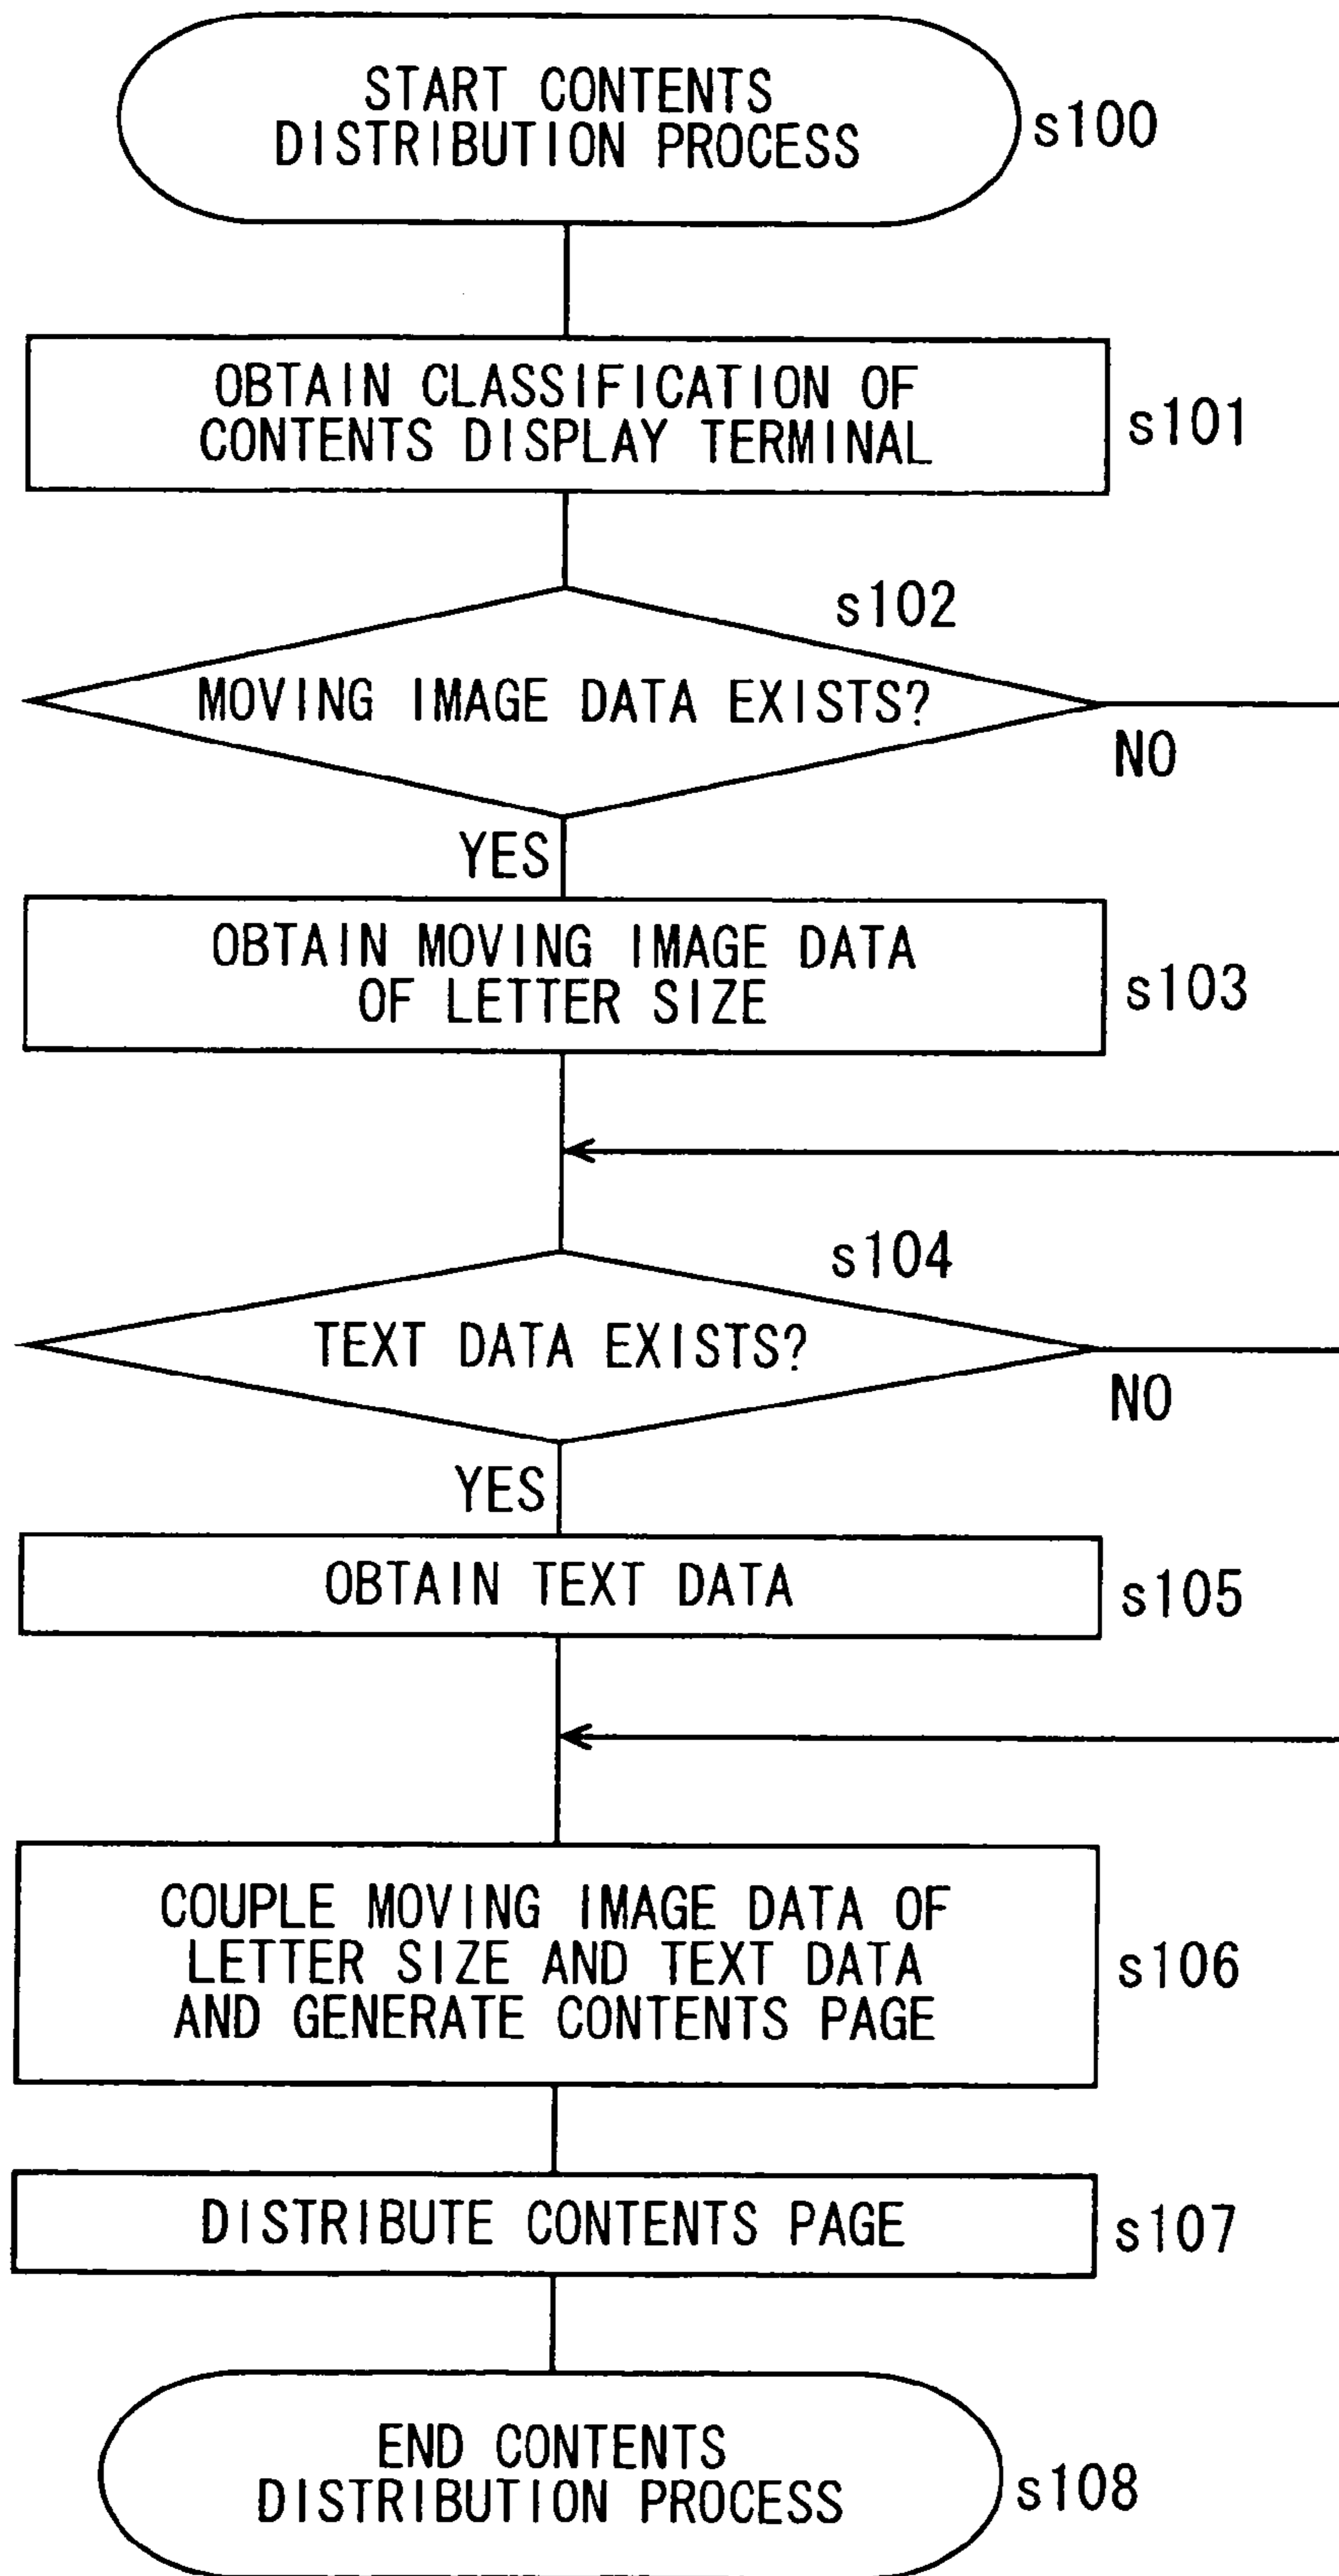 START CONTENTS
DISTRIBUTION PROCESS
s100
OBTAIN CLASSIFICATION OF
CONTENTS DISPLAY TERMINAL
s101
s102
MOVING IMAGE DATA EXISTS?
NO
YES
OBTAIN MOVING IMAGE DATA
OF LETTER SIZE
s103
s104
TEXT DATA EXISTS?
NO
YES
OBTAIN TEXT DATA
s105
COUPLE MOVING IMAGE DATA OF
LETTER SIZE AND TEXT DATA
AND GENERATE CONTENTS PAGE
s106
DISTRIBUTE CONTENTS PAGE
s107
END CONTENTS
DISTRIBUTION PROCESS
s108